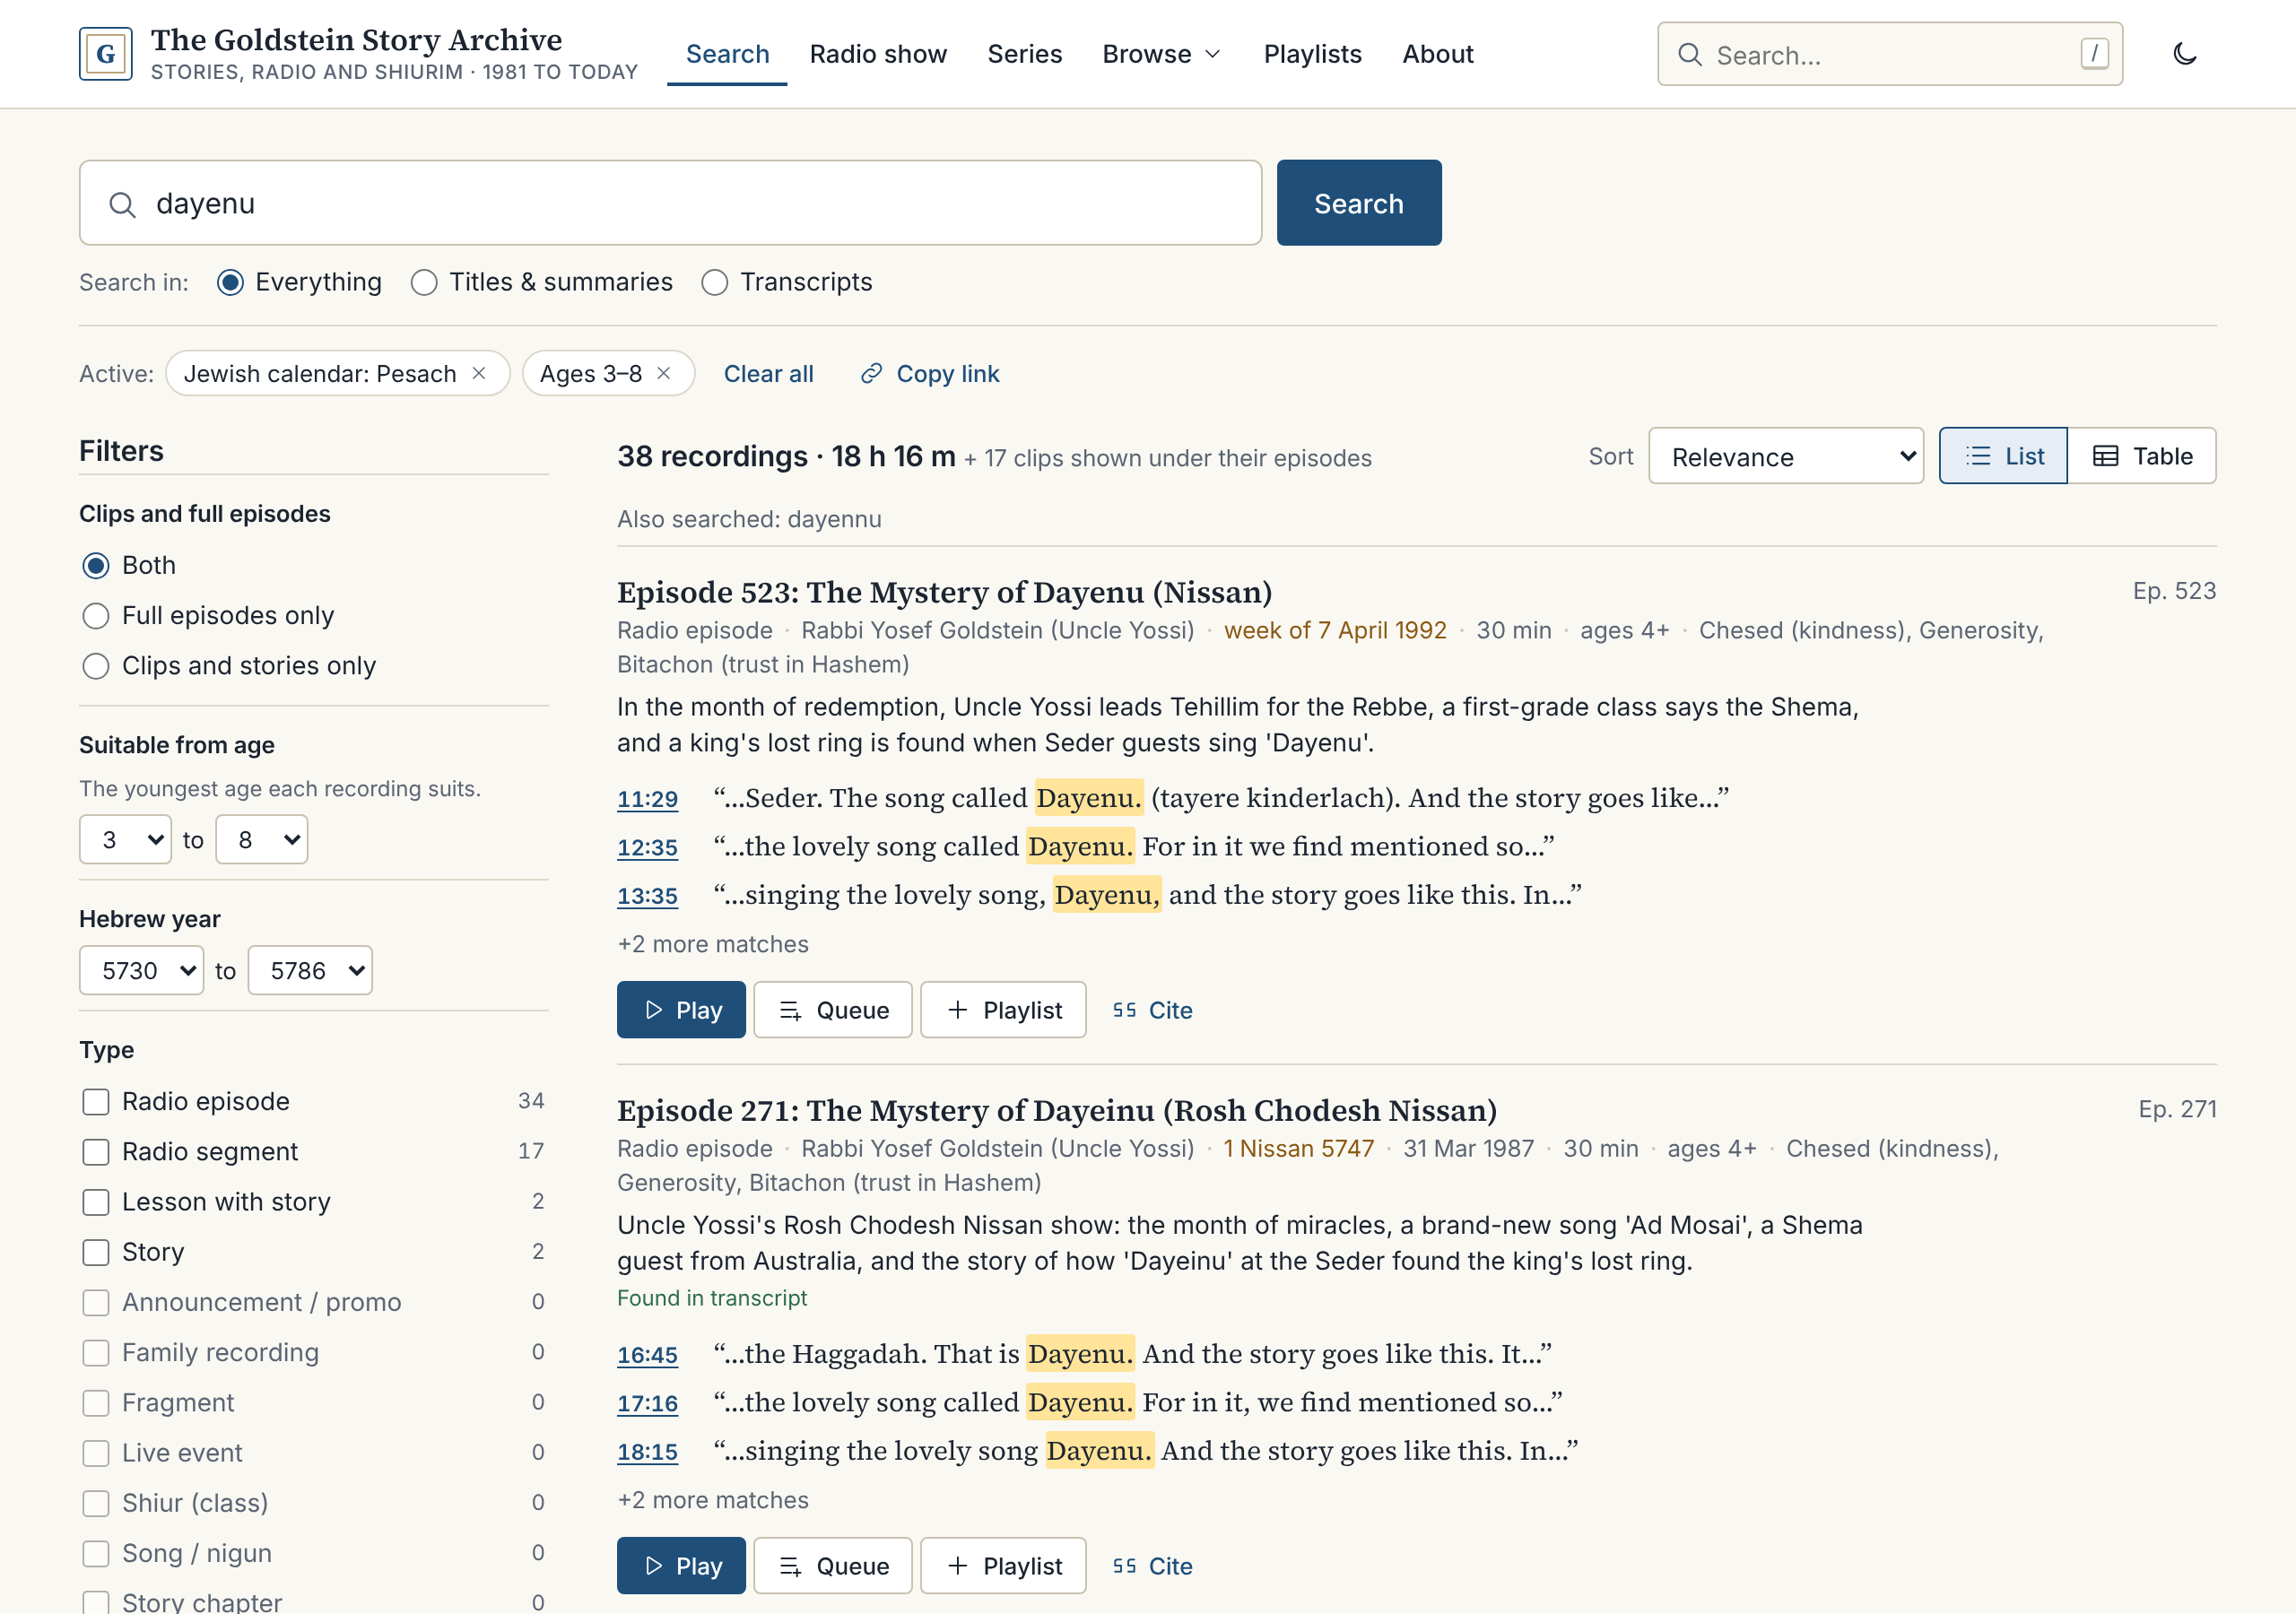 G
The Goldstein Story Archive
STORIES, RADIO AND SHIURIM · 1981 TO TODAY
Search
Radio show
Series
Browse
Playlists
About
Search...
/
dayenu
Search
Search in:
Everything
Titles & summaries
Transcripts
Active:
Jewish calendar: Pesach ×
Ages 3–8 ×
Clear all
Copy link
Filters
Clips and full episodes
Both
Full episodes only
Clips and stories only
Suitable from age
The youngest age each recording suits.
3 to 8
Hebrew year
5730 to 5786
Type
Radio episode 34
Radio segment 17
Lesson with story 2
Story 2
Announcement / promo 0
Family recording 0
Fragment 0
Live event 0
Shiur (class) 0
Song / nigun 0
Story chapter 0
38 recordings · 18 h 16 m + 17 clips shown under their episodes
Sort
Relevance
List
Table
Also searched: dayennu
Episode 523: The Mystery of Dayenu (Nissan)
Ep. 523
Radio episode · Rabbi Yosef Goldstein (Uncle Yossi) · week of 7 April 1992 · 30 min · ages 4+ · Chesed (kindness), Generosity,
Bitachon (trust in Hashem)
In the month of redemption, Uncle Yossi leads Tehillim for the Rebbe, a first-grade class says the Shema,
and a king's lost ring is found when Seder guests sing 'Dayenu'.
11:29 “…Seder. The song called Dayenu. (tayere kinderlach). And the story goes like…”
12:35 “…the lovely song called Dayenu. For in it we find mentioned so…”
13:35 “…singing the lovely song, Dayenu, and the story goes like this. In…”
+2 more matches
Play
Queue
Playlist
Cite
Episode 271: The Mystery of Dayeinu (Rosh Chodesh Nissan)
Ep. 271
Radio episode · Rabbi Yosef Goldstein (Uncle Yossi) · 1 Nissan 5747 · 31 Mar 1987 · 30 min · ages 4+ · Chesed (kindness),
Generosity, Bitachon (trust in Hashem)
Uncle Yossi's Rosh Chodesh Nissan show: the month of miracles, a brand-new song 'Ad Mosai', a Shema
guest from Australia, and the story of how 'Dayeinu' at the Seder found the king's lost ring.
Found in transcript
16:45 “…the Haggadah. That is Dayenu. And the story goes like this. It…”
17:16 “…the lovely song called Dayenu. For in it, we find mentioned so…”
18:15 “…singing the lovely song Dayenu. And the story goes like this. In…”
+2 more matches
Play
Queue
Playlist
Cite